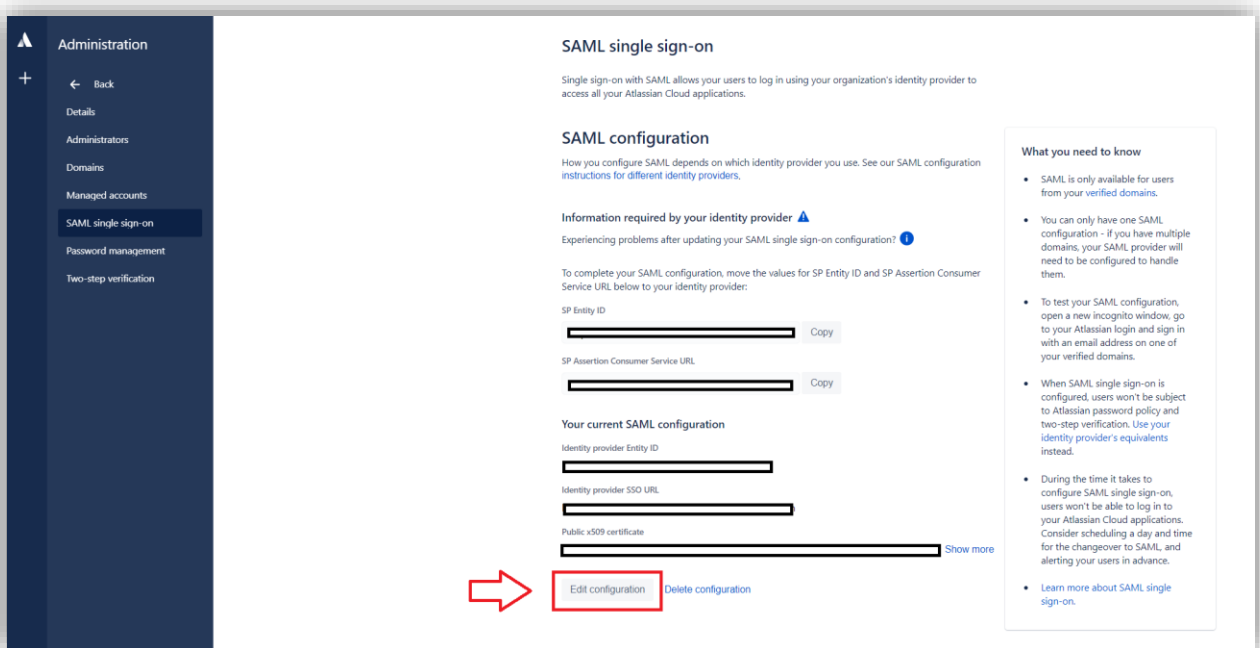 Administration
Back
Details
Administrators
Domains
Managed accounts
SAML single sign-on
Password management
Two-step verification
SAML single sign-on
Single sign-on with SAML allows your users to log in using your organization's identity provider to
access all your Atlassian Cloud applications.
SAML configuration
How you configure SAML depends on which identity provider you use. See our SAML configuration
instructions for different identity providers.
Information required by your identity provider
Experiencing problems after updating your SAML single sign-on configuration?
To complete your SAML configuration, move the values for SP Entity ID and SP Assertion Consumer
Service URL below to your identity provider:
SP Entity ID
Copy
SP Assertion Consumer Service URL
Copy
Your current SAML configuration
Identity provider Entity ID
Identity provider SSO URL
Public x509 certificate
Show more
Edit configuration
Delete configuration
What you need to know
• SAML is only available for users
from your verified domains.
• You can only have one SAML
configuration - if you have multiple
domains, your SAML provider will
need to be configured to handle
them.
• To test your SAML configuration,
open a new incognito window, go
to your Atlassian login and sign in
with an email address on one of
your verified domains.
• When SAML single sign-on is
configured, users won't be subject
to Atlassian password policy and
two-step verification. Use your
identity provider's equivalents
instead.
• During the time it takes to
configure SAML single sign-on,
users won't be able to log in to
your Atlassian Cloud applications.
Consider scheduling a day and time
for the changeover to SAML, and
alerting your users in advance.
• Learn more about SAML single
sign-on.